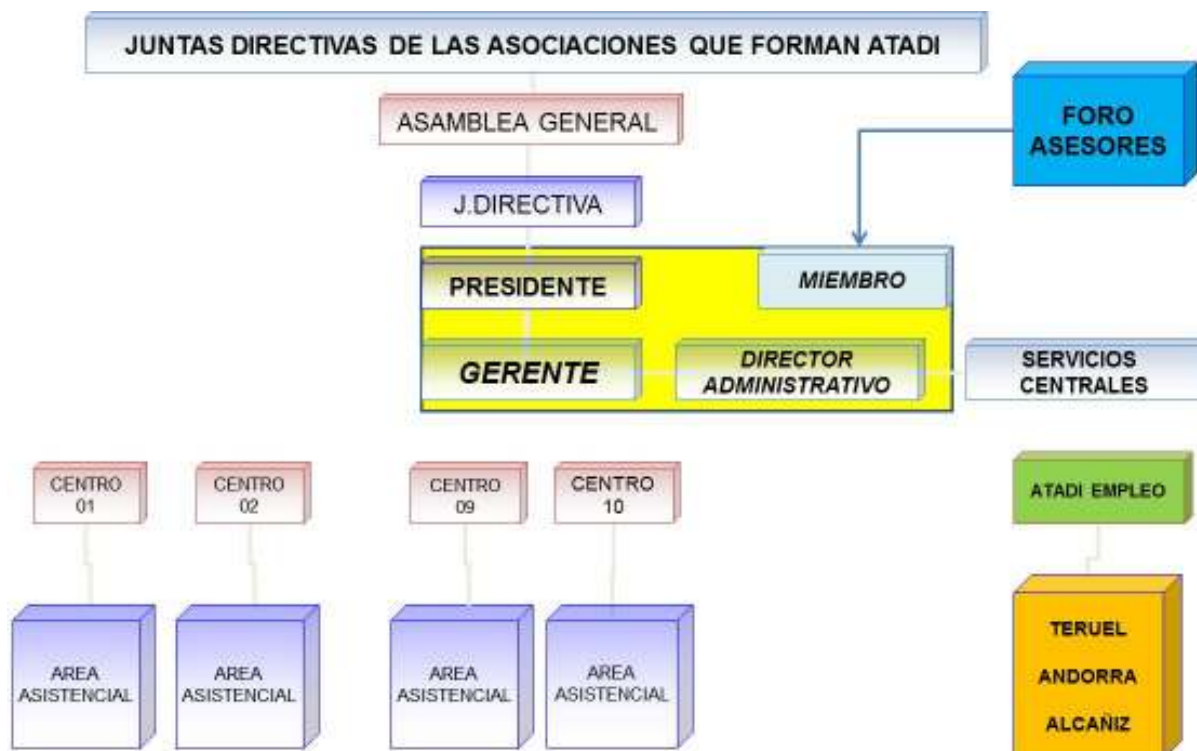 JUNTAS DIRECTIVAS DE LAS ASOCIACIONES QUE FORMAN ATADI
ASAMBLEA GENERAL
FORO
ASESORES
J.DIRECTIVA
PRESIDENTE
MIEMBRO
GERENTE
DIRECTOR
ADMINISTRATIVO
SERVICIOS
CENTRALES
CENTRO
01
CENTRO
02
CENTRO
09
CENTRO
10
ATADI EMPLEO
AREA
ASISTENCIAL
AREA
ASISTENCIAL
AREA
ASISTENCIAL
AREA
ASISTENCIAL
TERUEL
ANDORRA
ALCAÑIZ